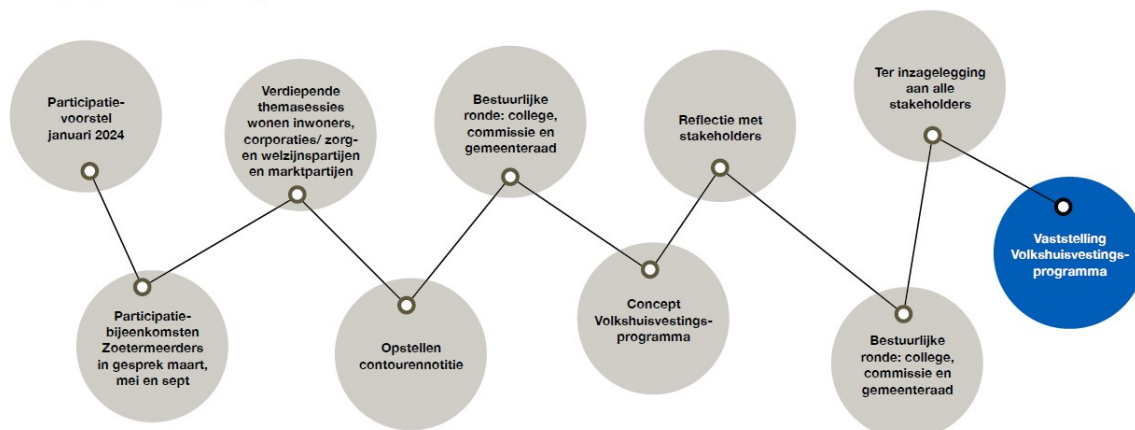 Participatie-
voorstel
januari 2024
Participatie-
bijeenkomsten
Zoetermeerders
in gesprek maart,
mei en sept
Verdiepende
themasessies
wonen inwoners,
corporaties/ zorg-
en welzijnspartijen
en marktpartijen
Opstellen
contourennotitie
Bestuurlijke
ronde: college,
commissie en
gemeenteraad
Concept
Volkshuisvestings-
programma
Reflectie met
stakeholders
Bestuurlijke
ronde: college,
commissie en
gemeenteraad
Ter inzagelegging
aan alle
stakeholders
Vaststelling
Volkshuisvestings-
programma